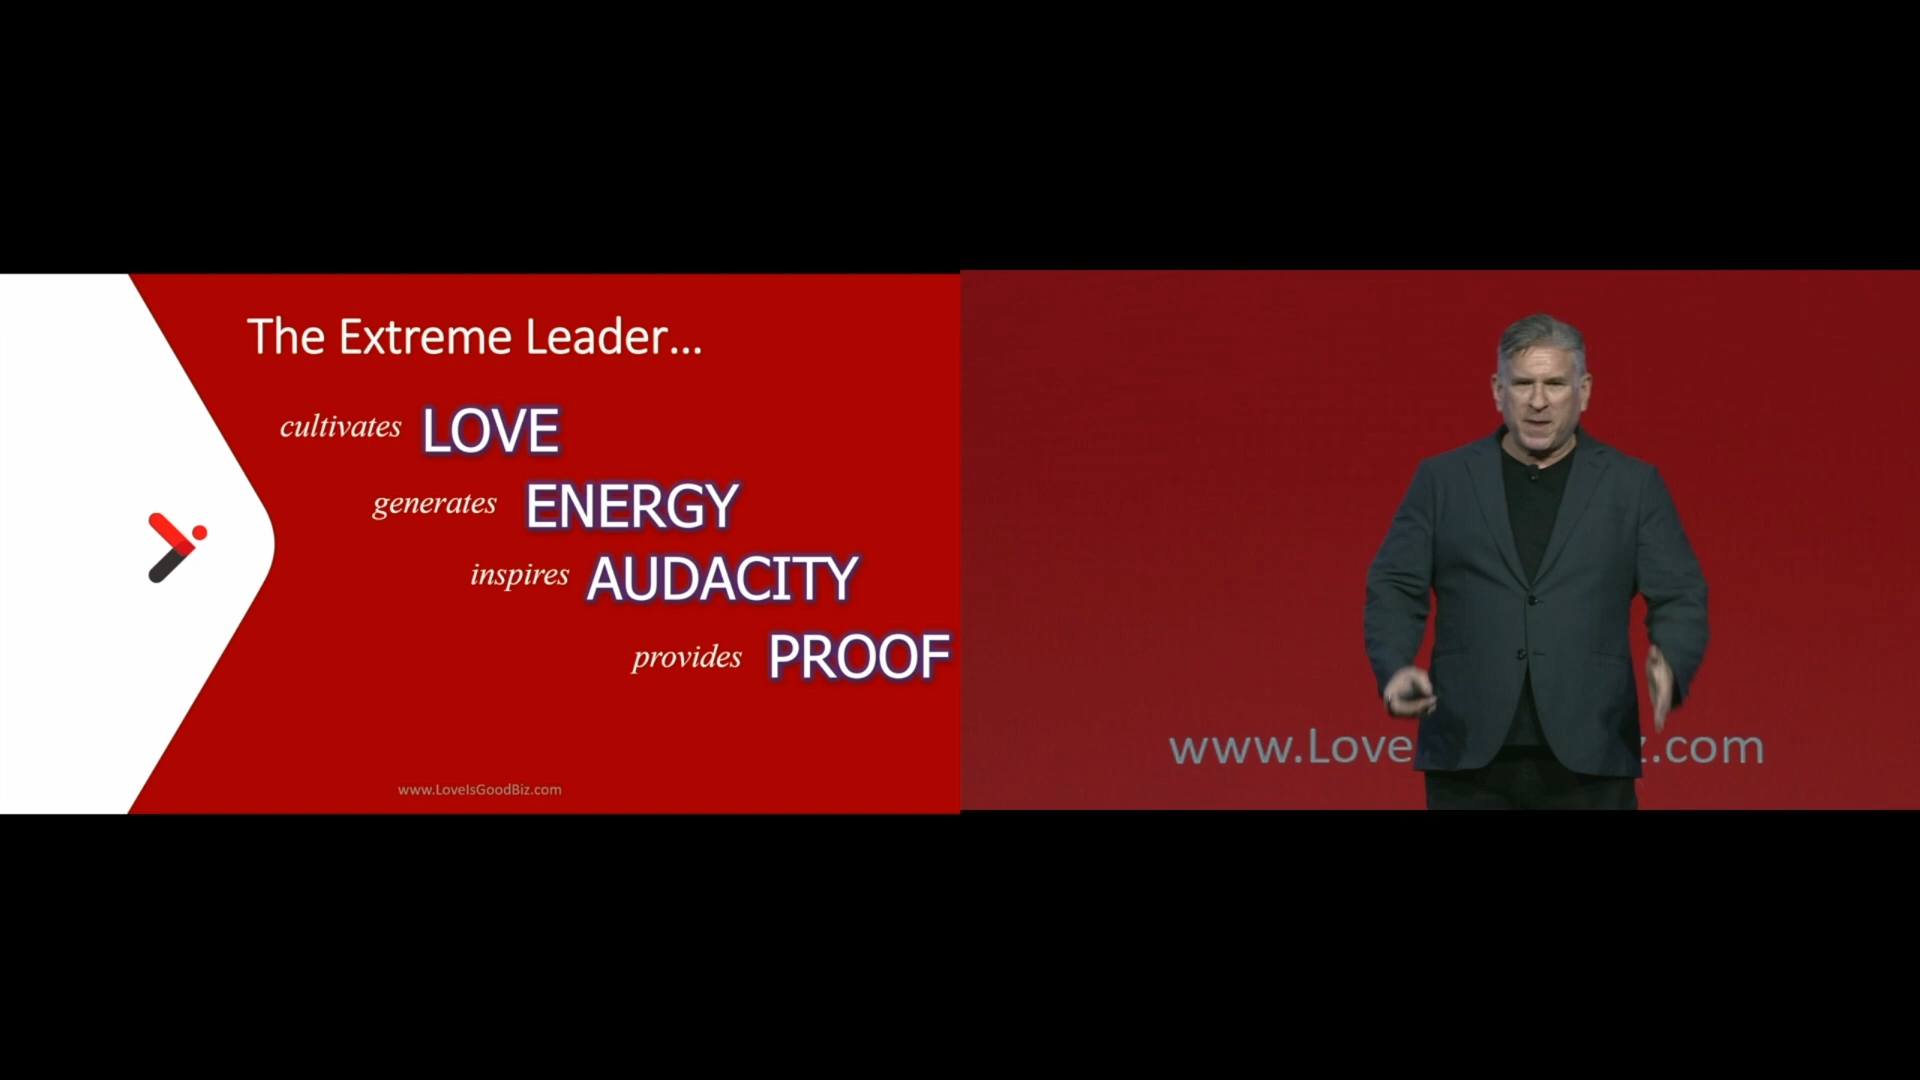 The Extreme Leader...
cultivates LOVE
generates ENERGY
inspires AUDACITY
provides PROOF
www.LoveIsGoodBiz.com
www.Love z.com